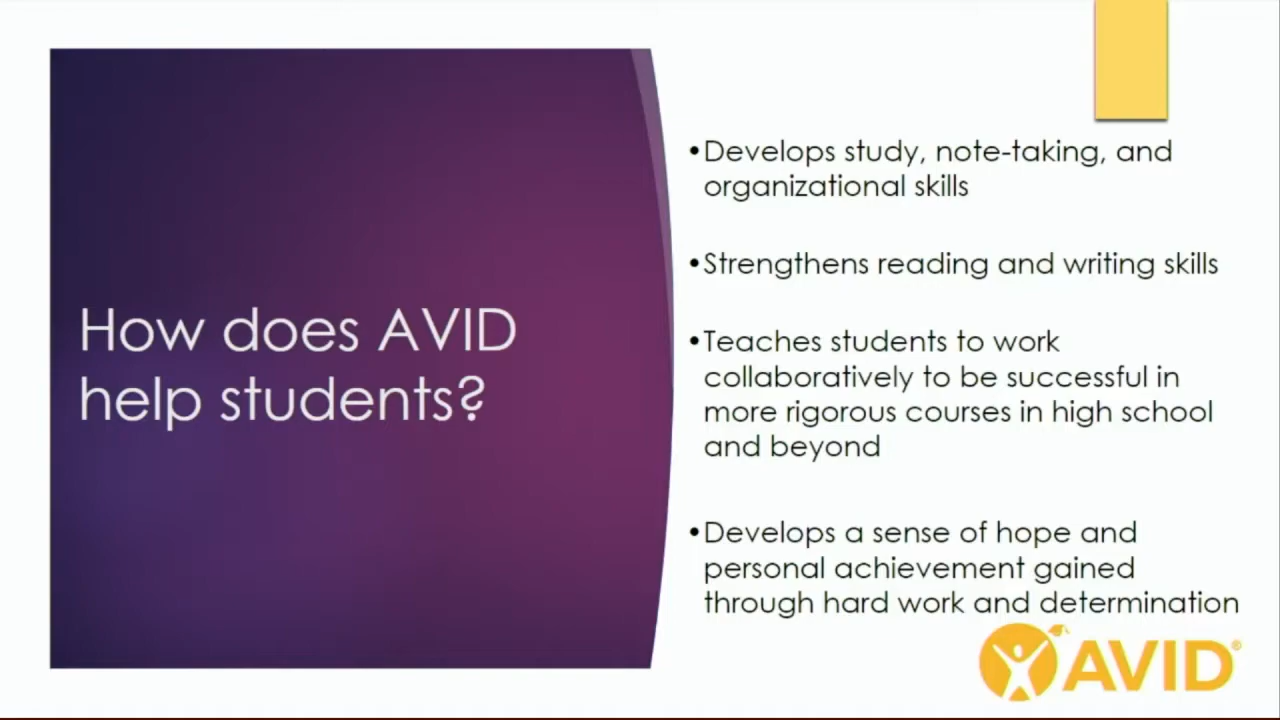 How does AVID
help students?
•Develops study, note-taking, and
organizational skills
•Strengthens reading and writing skills
•Teaches students to work
collaboratively to be successful in
more rigorous courses in high school
and beyond
•Develops a sense of hope and
personal achievement gained
through hard work and determination
AVID®